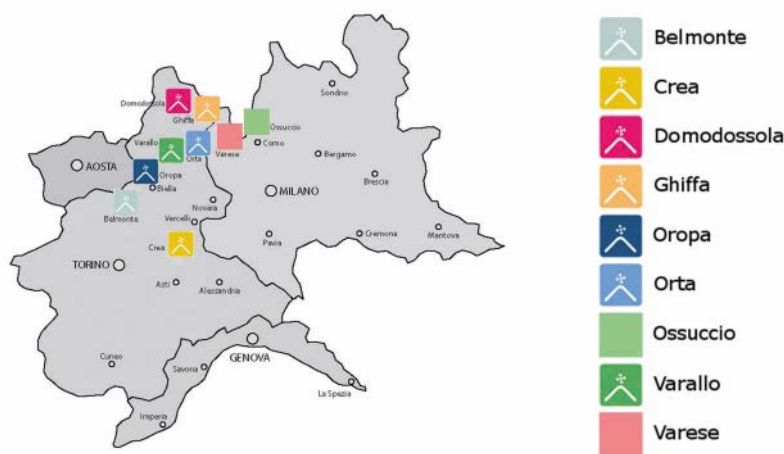 Sondrio
Domodossola
Ghiffa
Ossuccio
Varallo
Orta
Varese
Como
Bergamo
AOSTA
Oropa
Biella
Brescia
MILANO
Belmonte
Novara
Vercelli
Crea
Pavia
Cremona
Mantova
TORINO
Asti
Alessandria
GENOVA
Cuneo
Savona
La Spezia
Imperia
Belmonte
Crea
Domodossola
Ghiffa
Oropa
Orta
Ossuccio
Varallo
Varese